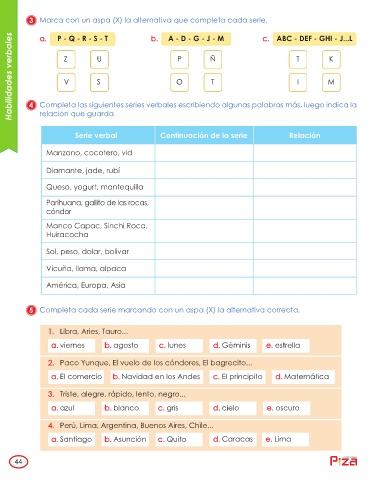 Habilidades verbales
3 Marca con un aspa (X) la alternativa que completa cada serie.
a. P - Q - R - S - T
b. A - D - G - J - M
c. ABC - DEF - GHI - J...L
Z U P Ñ T K
V S O T I M
4 Completa las siguientes series verbales escribiendo algunas palabras más, luego indica la
relación que guarda
Serie verbal Continuación de la serie Relación
Manzano, cocotero, vid
Diamante, jade, rubí
Queso, yogurt, mantequilla
Parihuana, gallito de las rocas,
cóndor
Manco Capac, Sinchi Roca,
Huiracocha
Sol, peso, dolar, bolívar
Vicuña, llama, alpaca
América, Europa, Asia
5 Completa cada serie marcando con un aspa (X) la alternativa correcta.
1. Libra, Aries, Tauro...
a. viernes b. agosto c. lunes d. Géminis e. estrella
2. Paco Yunque, El vuelo de los cóndores, El bagrecito...
a. El comercio b. Navidad en los Andes c. El principito d. Matemática
3. Triste, alegre, rápido, lento, negro...
a. azul b. blanco c. gris d. cielo e. oscuro
4. Perú, Lima, Argentina, Buenos Aires, Chile...
a. Santiago b. Asunción c. Quito d. Caracas e. Lima
44